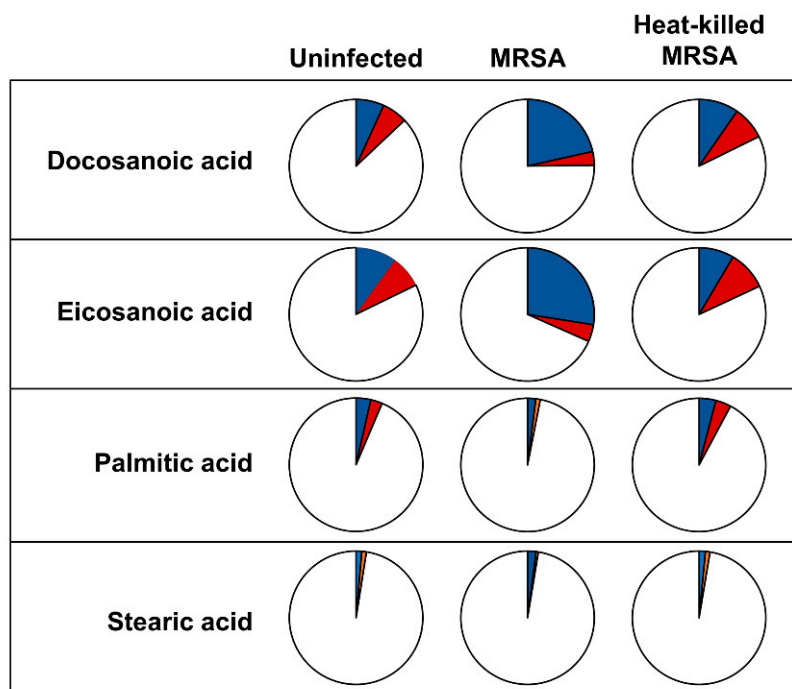 Uninfected
MRSA
Heat-killed
MRSA
Docosanoic acid
Eicosanoic acid
Palmitic acid
Stearic acid